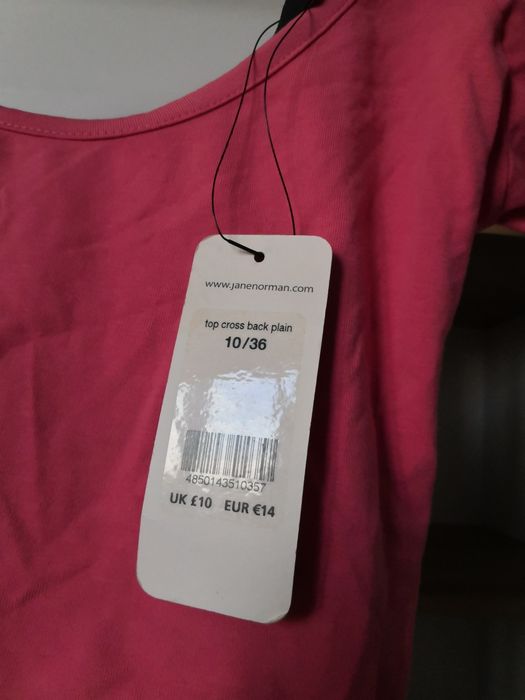 www.janenorman.com
top cross back plain
10/36
4850143510357
UK £10 EUR €14